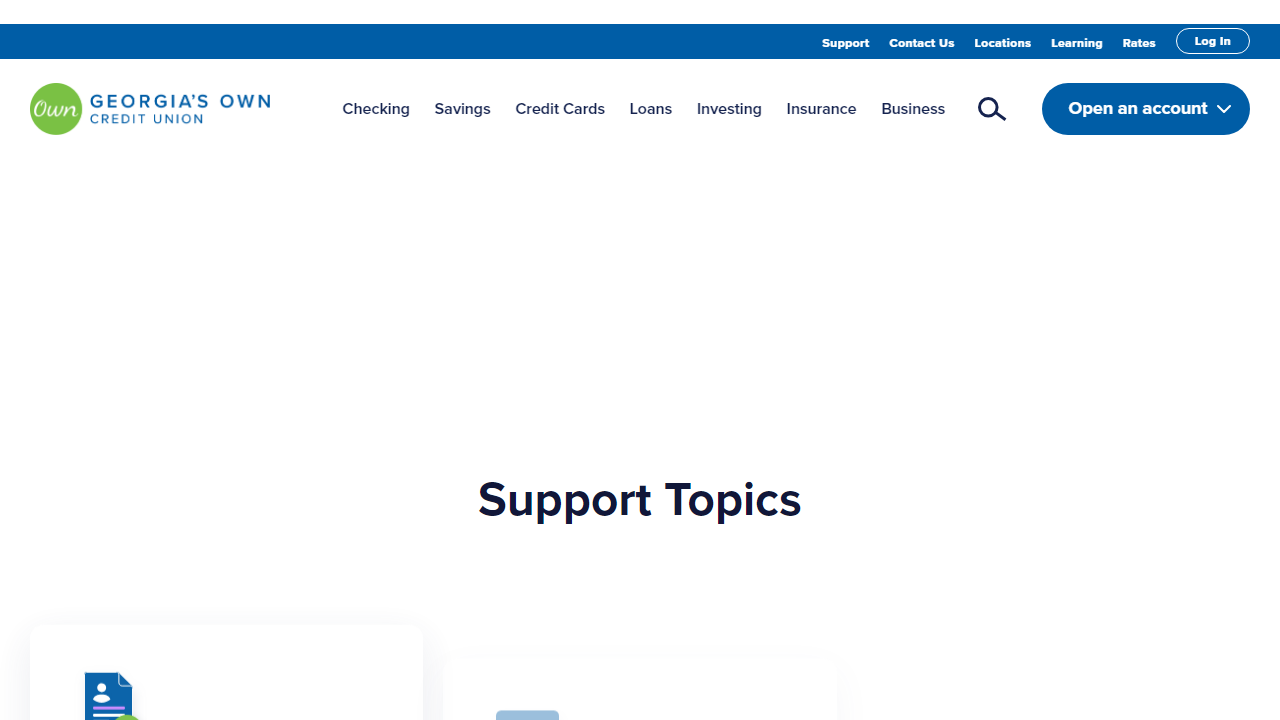 Support Contact Us Locations Learning Rates Log In
Own GEORGIA'S OWN
CREDIT UNION
Checking Savings Credit Cards Loans Investing Insurance Business Open an account
Support Topics